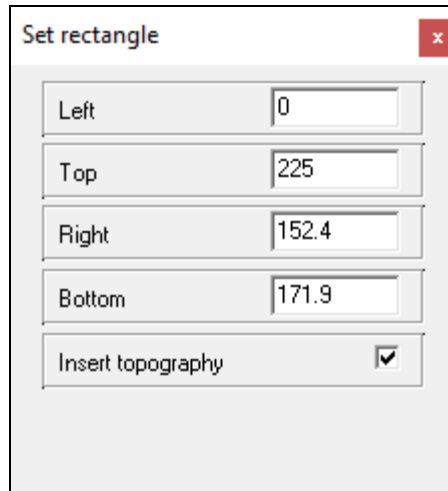 Set rectangle x
Left 0
Top 225
Right 152.4
Bottom 171.9
Insert topography